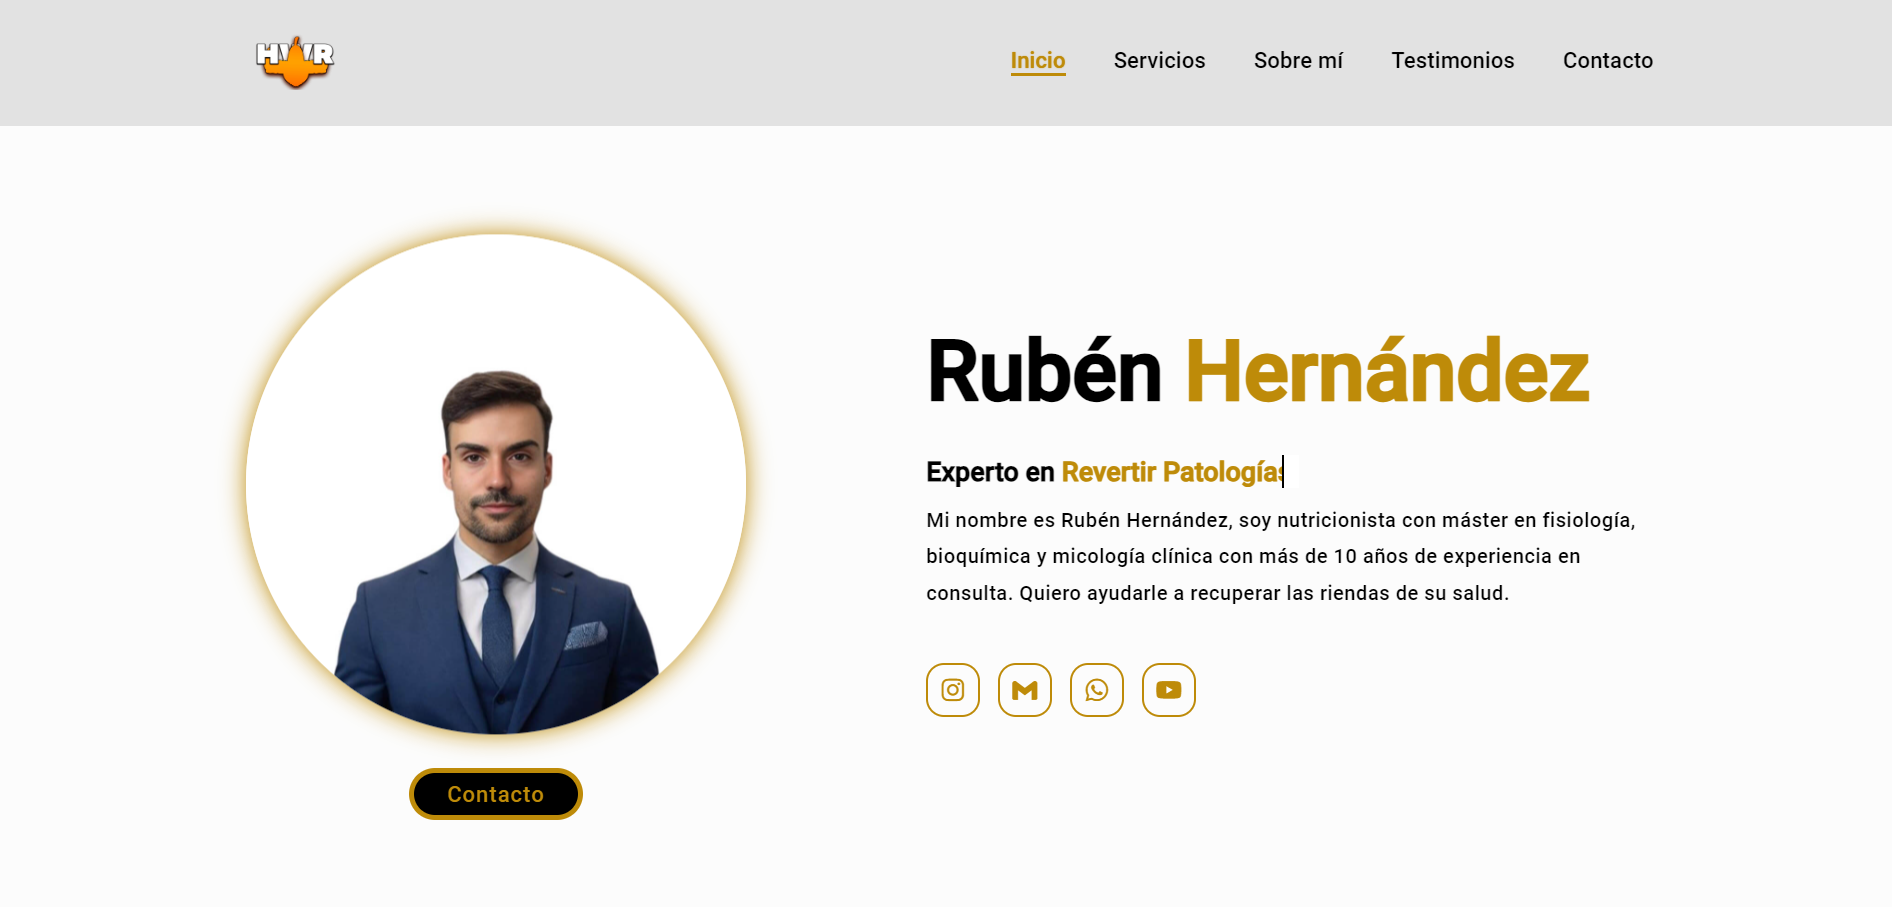 HWR
Inicio Servicios Sobre mí Testimonios Contacto
Rubén Hernández
Experto en Revertir Patologías
Mi nombre es Rubén Hernández, soy nutricionista con máster en fisiología,
bioquímica y micología clínica con más de 10 años de experiencia en
consulta. Quiero ayudarle a recuperar las riendas de su salud.
Contacto